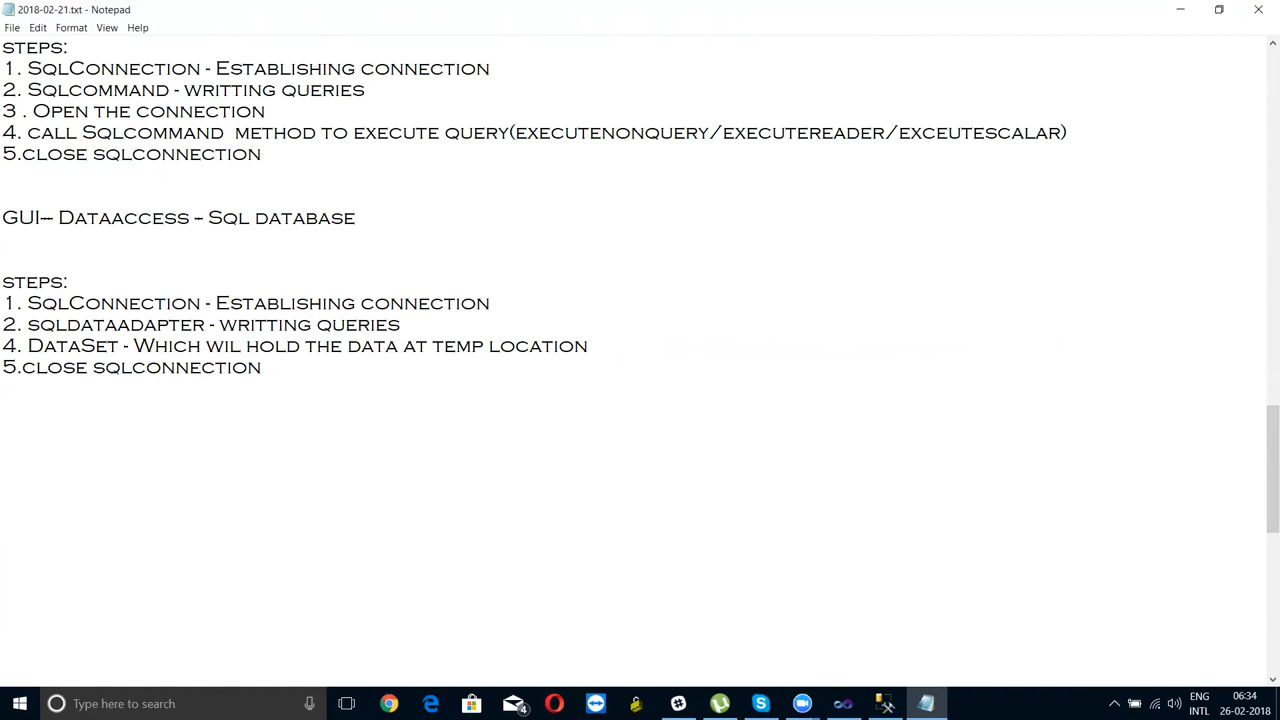 2018-02-21.txt - Notepad
File Edit Format View Help
STEPS:
1. SqlConnection - Establishing connection
2. Sqlcommand - writting queries
3 . Open the connection
4. call Sqlcommand  method to execute query(executenonquery/executereader/exceutescalar)
5.close sqlconnection
GUI-- Dataaccess - Sql database
steps:
1. SqlConnection - Establishing connection
2. sqldataadapter - writting queries
4. DataSet - Which wil hold the data at temp location
5.close sqlconnection
Type here to search
4
ENG
INTL
06:34
26-02-2018